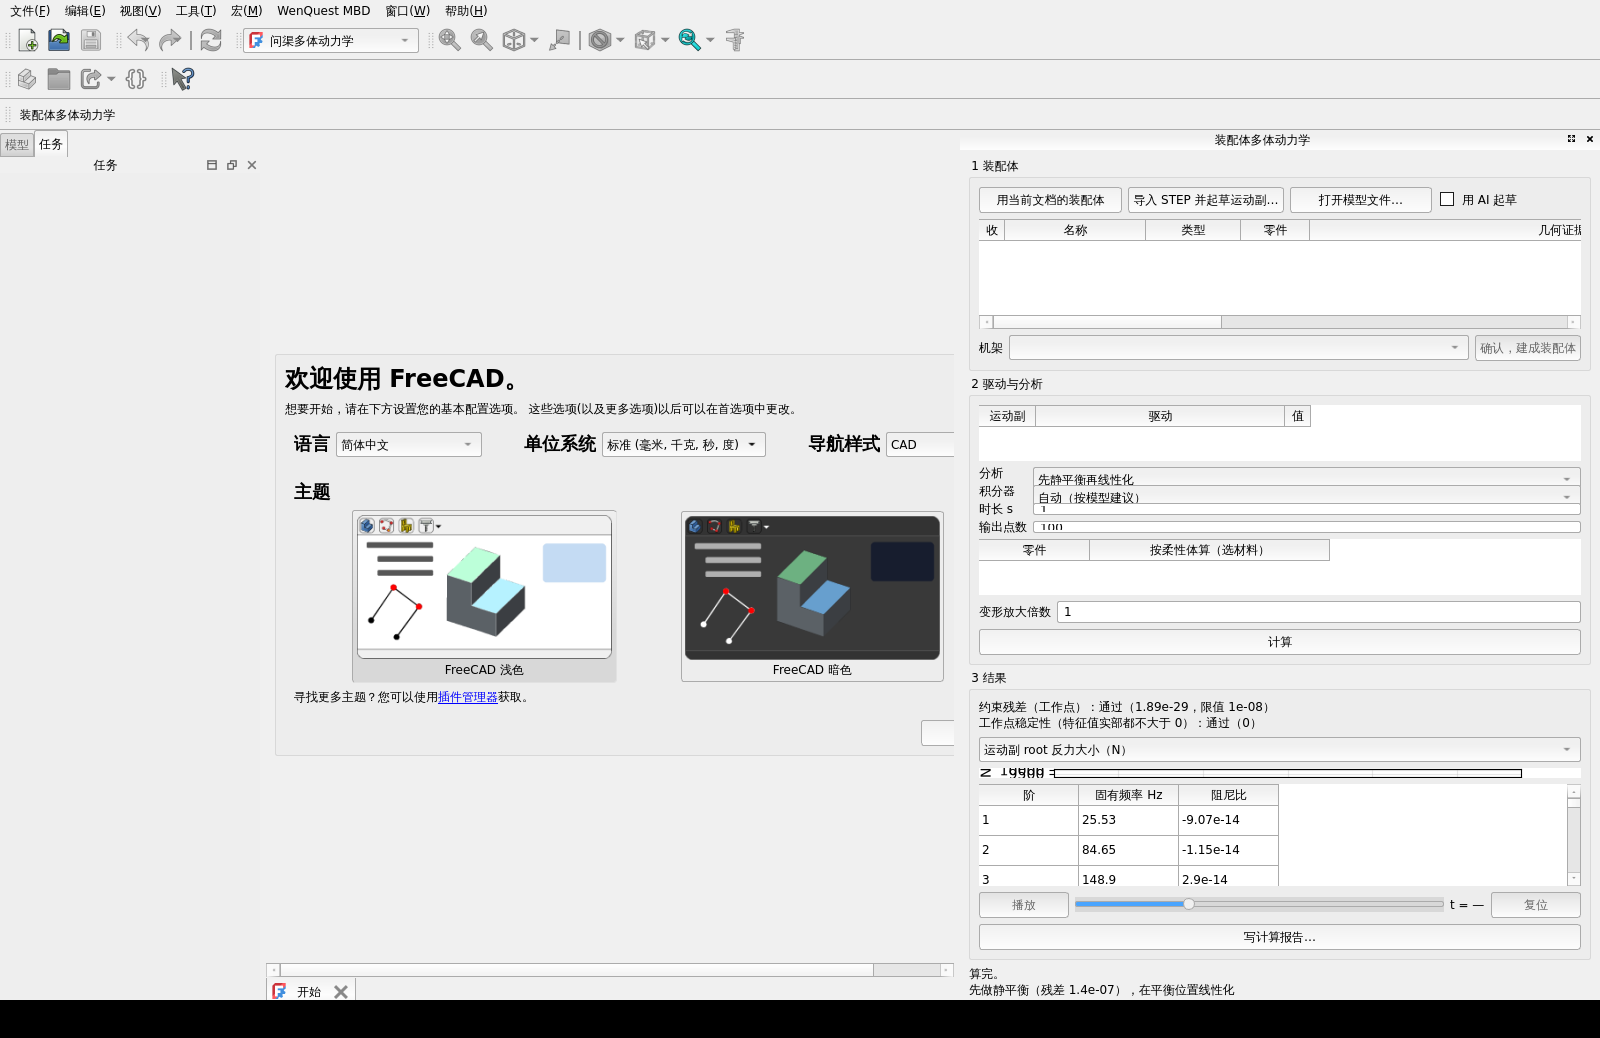 文件(F) 编辑(E) 视图(V) 工具(T) 宏(M) WenQuest MBD 窗口(W) 帮助(H)
问渠多体动力学
装配体多体动力学
模型 任务
任务
欢迎使用 FreeCAD。
想要开始，请在下方设置您的基本配置选项。 这些选项(以及更多选项)以后可以在首选项中更改。
语言 简体中文 单位系统 标准 (毫米, 千克, 秒, 度) 导航样式 CAD
主题
FreeCAD 浅色 FreeCAD 暗色
寻找更多主题？您可以使用插件管理器获取。
开始
装配体多体动力学
1 装配体
用当前文档的装配体 导入 STEP 并起草运动副... 打开模型文件... 用 AI 起草
收 名称 类型 零件 几何证据
机架 确认，建成装配体
2 驱动与分析
运动副 驱动 值
分析 先静平衡再线性化
积分器 自动（按模型建议）
时长 s 1
输出点数 100
零件 按柔性体算（选材料）
变形放大倍数 1
计算
3 结果
约束残差（工作点）：通过（1.89e-29，限值 1e-08）
工作点稳定性（特征值实部都不大于 0）：通过（0）
运动副 root 反力大小（N）
N
阶 固有频率 Hz 阻尼比
1 25.53 -9.07e-14
2 84.65 -1.15e-14
3 148.9 2.9e-14
播放 t = — 复位
写计算报告...
算完。
先做静平衡（残差 1.4e-07），在平衡位置线性化